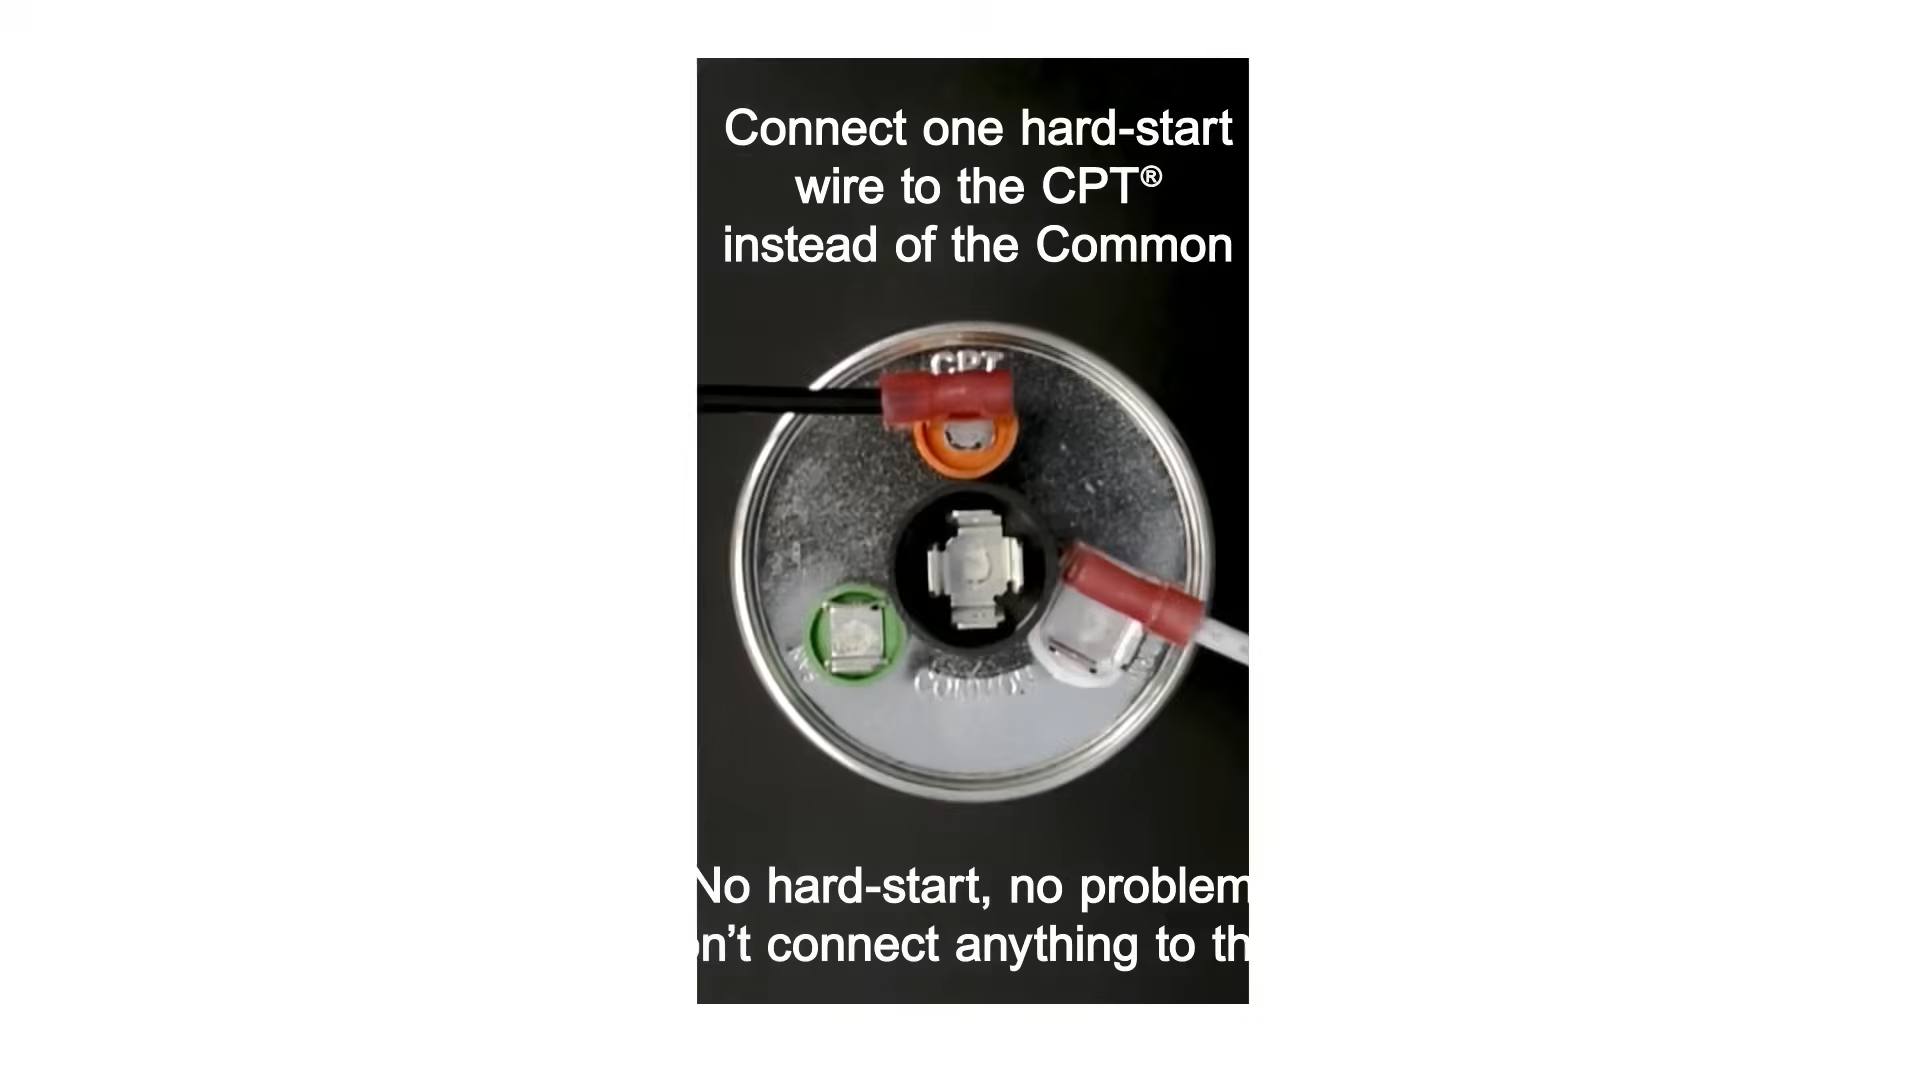 Connect one hard-start
wire to the CPT®
instead of the Common
CPT
FAN
No hard-start, no problem
n't connect anything to th